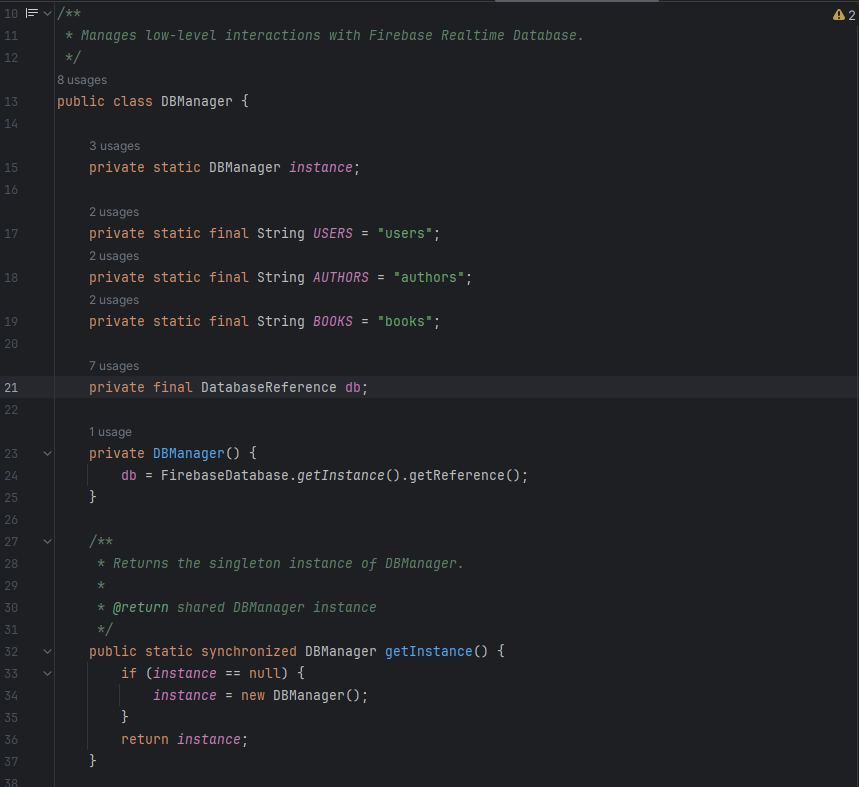 10 /**
11 * Manages low-level interactions with Firebase Realtime Database.
12 */
8 usages
13 public class DBManager {
14
3 usages
15 private static DBManager instance;
16
2 usages
17 private static final String USERS = "users";
2 usages
18 private static final String AUTHORS = "authors";
2 usages
19 private static final String BOOKS = "books";
20
7 usages
21 private final DatabaseReference db;
22
1 usage
23 private DBManager() {
24 db = FirebaseDatabase.getInstance().getReference();
25 }
26
27 /**
28 * Returns the singleton instance of DBManager.
29 *
30 * @return shared DBManager instance
31 */
32 public static synchronized DBManager getInstance() {
33 if (instance == null) {
34 instance = new DBManager();
35 }
36 return instance;
37 }
38
2